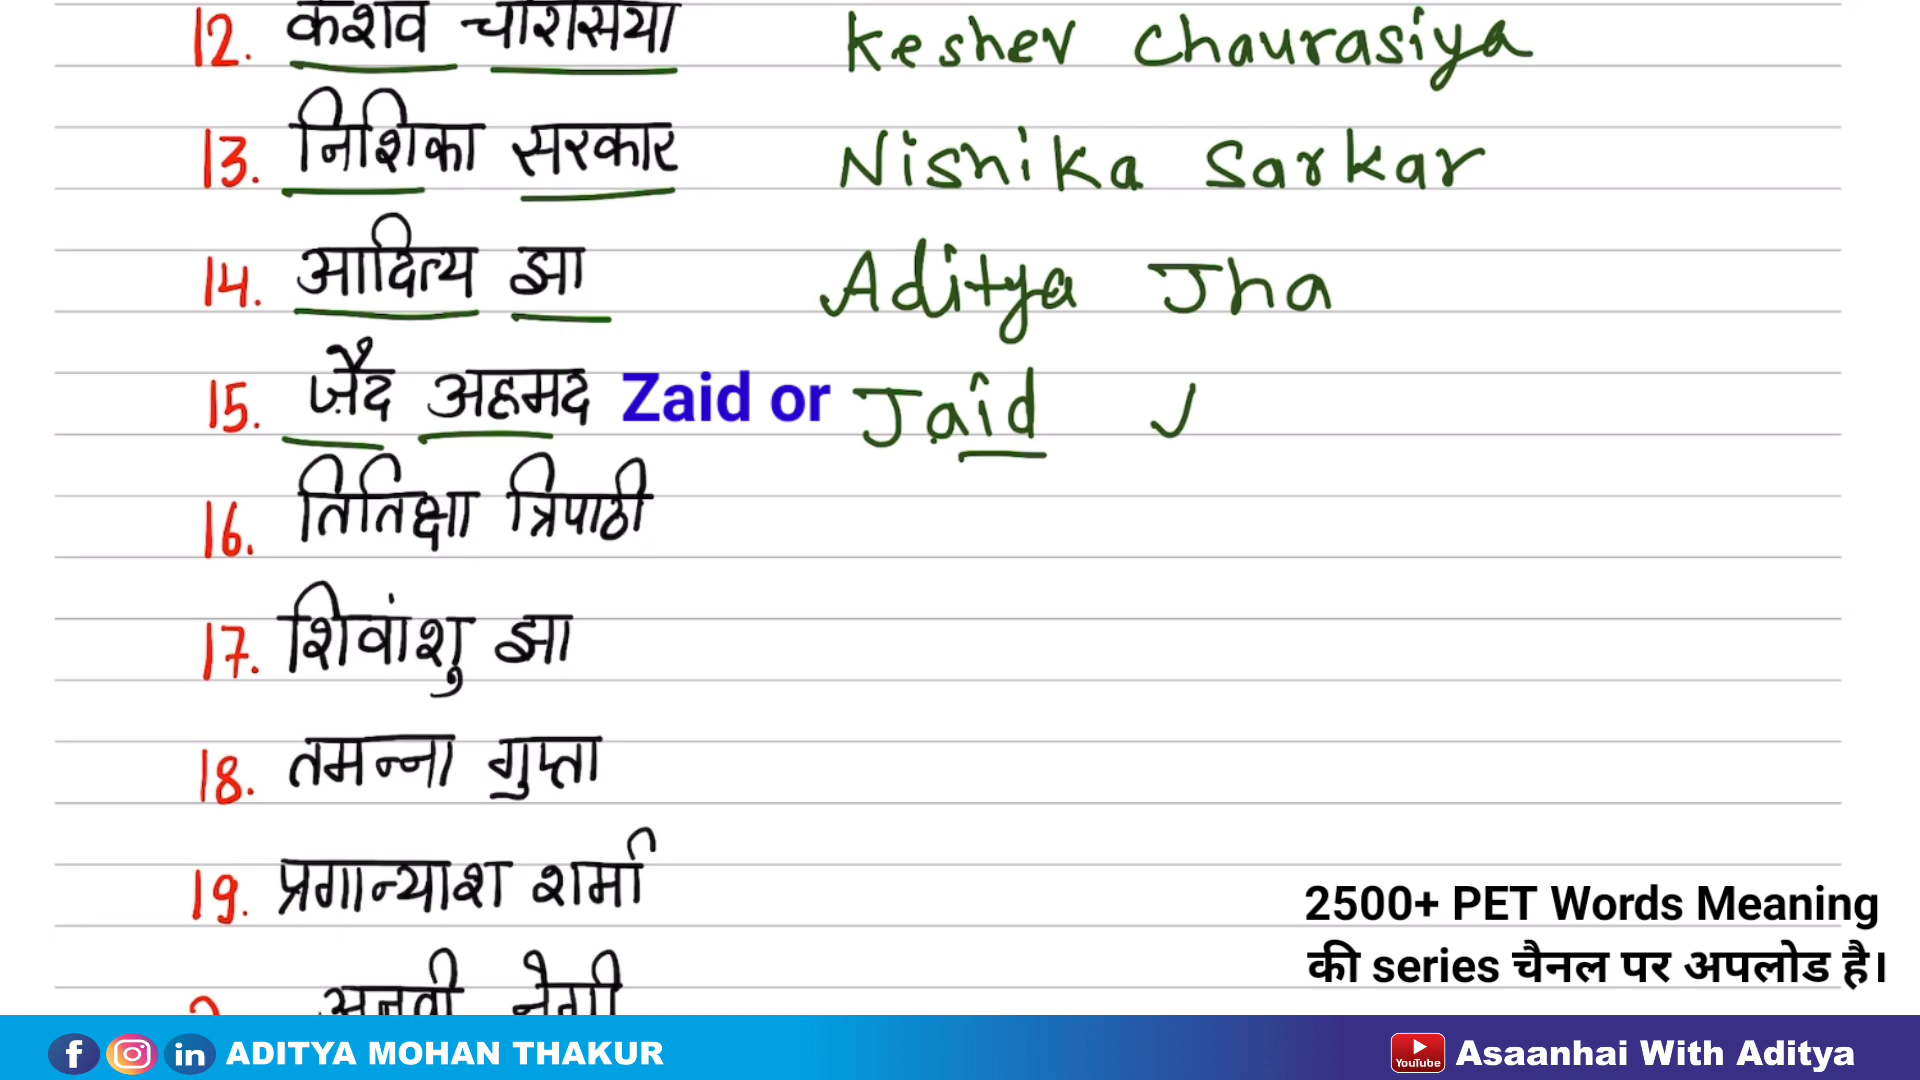 12. केशव चौरासिया Keshev Chaurasiya
13. निशिका सरकार Nishika Sarkar
14. आदित्य झा Aditya Jha
15. ज़ैद अहमद Zaid or Jaid
16. तितिक्षा त्रिपाठी
17. शिवांशु झा
18. तमन्ना गुप्ता
19. प्रगान्याश शर्मा
नेगी
2500+ PET Words Meaning
की series चैनल पर अपलोड है।
f in ADITYA MOHAN THAKUR YouTube Asaanhai With Aditya